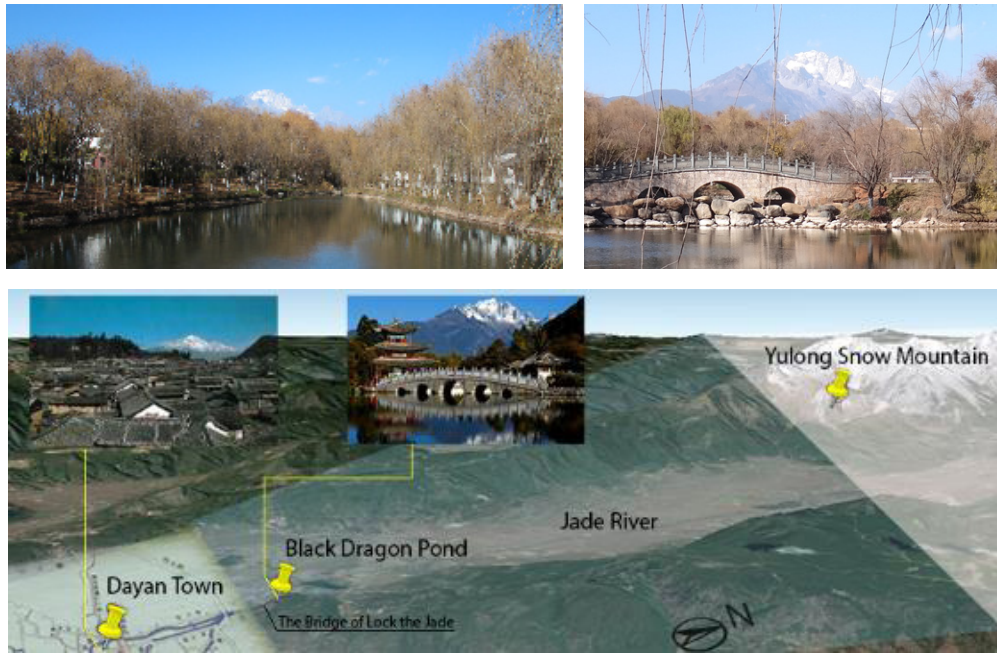 Yulong Snow Mountain
Jade River
Black Dragon Pond
Dayan Town
The Bridge of Lock the Jade
N